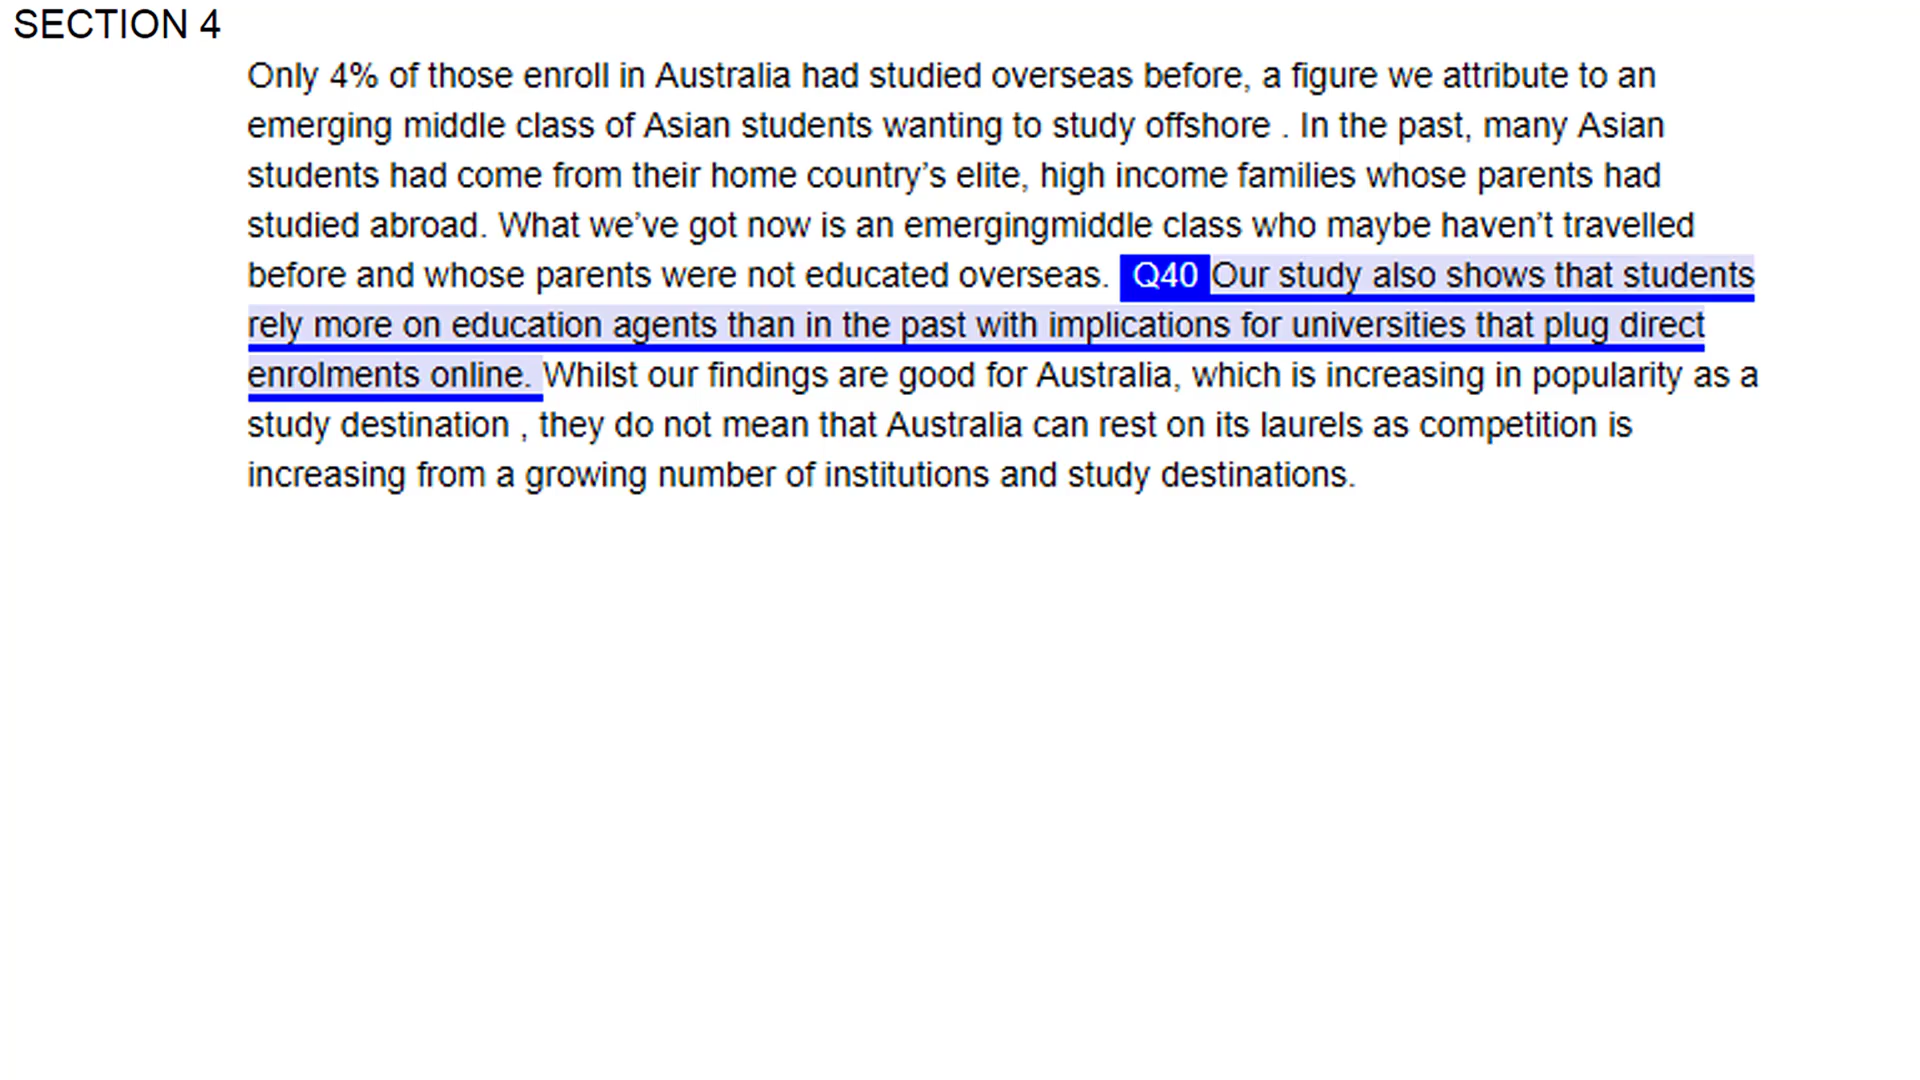 SECTION 4
Only 4% of those enroll in Australia had studied overseas before, a figure we attribute to an
emerging middle class of Asian students wanting to study offshore . In the past, many Asian
students had come from their home country’s elite, high income families whose parents had
studied abroad. What we’ve got now is an emergingmiddle class who maybe haven’t travelled
before and whose parents were not educated overseas. Q40 Our study also shows that students
rely more on education agents than in the past with implications for universities that plug direct
enrolments online. Whilst our findings are good for Australia, which is increasing in popularity as a
study destination , they do not mean that Australia can rest on its laurels as competition is
increasing from a growing number of institutions and study destinations.